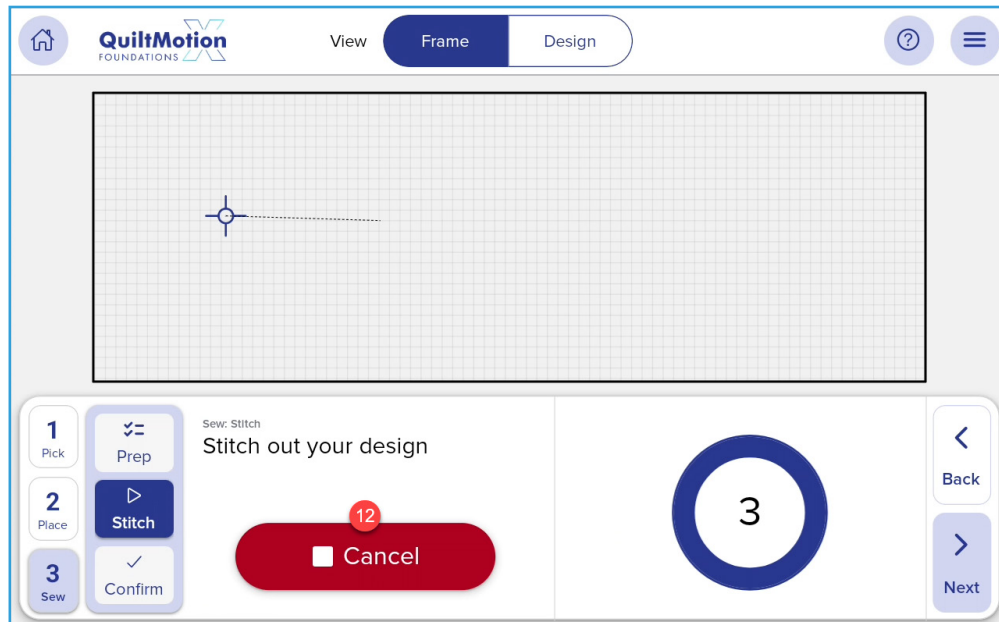 QuiltMotion
FOUNDATIONS
View
Frame
Design
?
1
Pick
2
Place
3
Sew
Prep
Stitch
Confirm
Sew: Stitch
Stitch out your design
12
Cancel
3
Back
Next